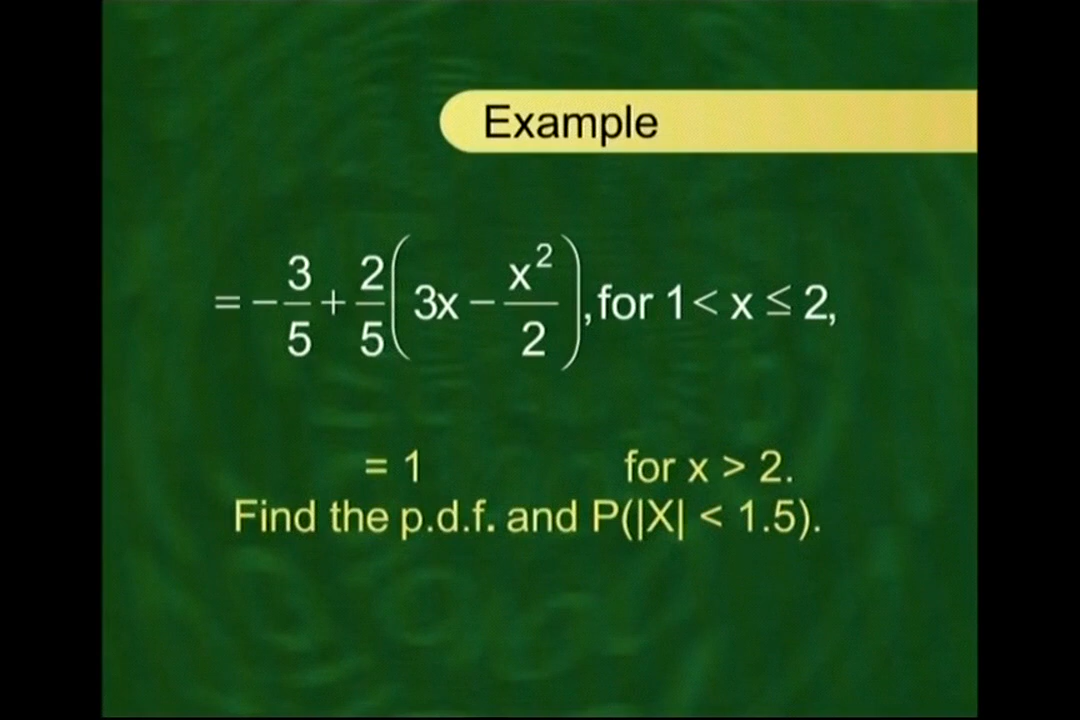 Example
= -3/5 + 2/5 (3x - x²/2), for 1 < x ≤ 2,
= 1 for x > 2.
Find the p.d.f. and P(|X| < 1.5).